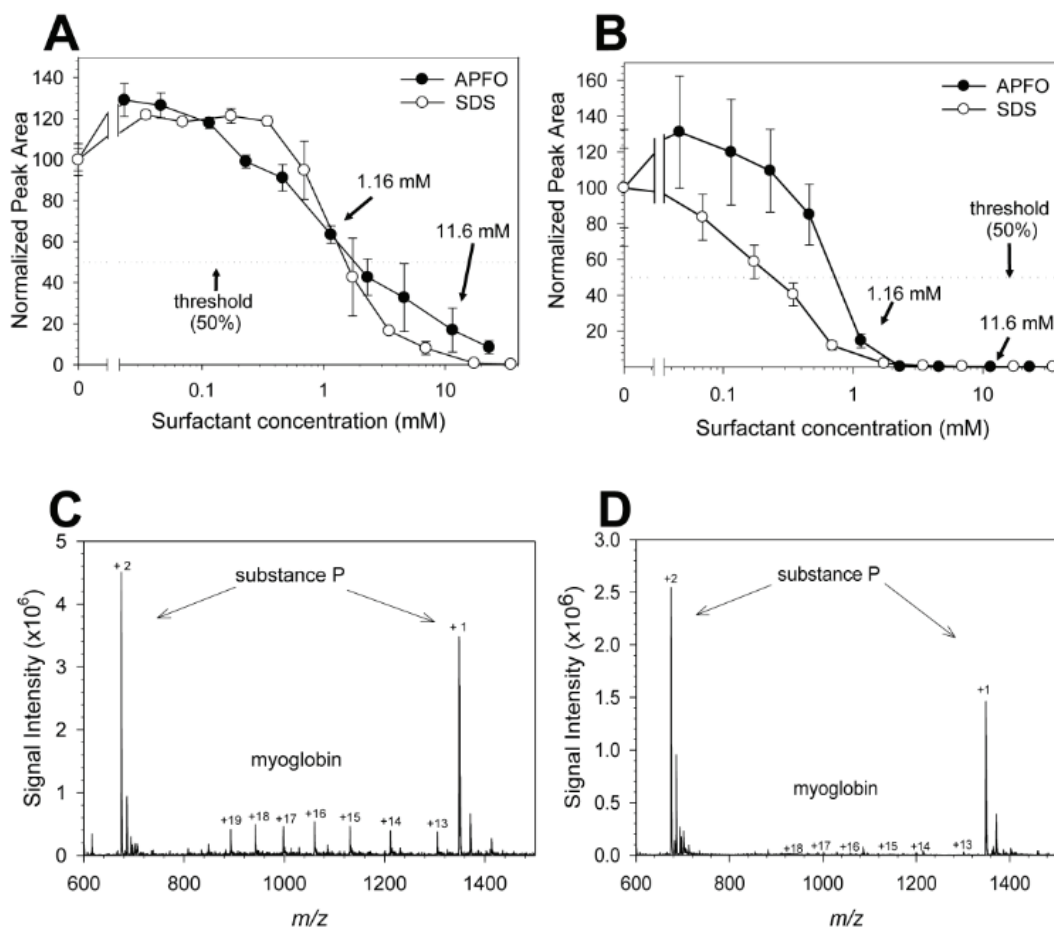 A
Normalized Peak Area
140
120
100
80
60
40
20
0
APFO
SDS
1.16 mM
11.6 mM
threshold
(50%)
0
0.1
1
10
Surfactant concentration (mM)
B
Normalized Peak Area
160
140
120
100
80
60
40
20
APFO
SDS
threshold
(50%)
1.16 mM
11.6 mM
0
0.1
1
10
Surfactant concentration (mM)
C
Signal Intensity (x10⁶)
5
4
3
2
1
0
+ 2
substance P
+ 1
myoglobin
+19
+18
+17
+16
+15
+14
+13
600
800
1000
1200
1400
m/z
D
Signal Intensity (x10⁶)
3.0
2.5
2.0
1.5
1.0
0.5
0.0
+2
substance P
+1
myoglobin
+18
+17
+16
+15
+14
+13
600
800
1000
1200
1400
m/z